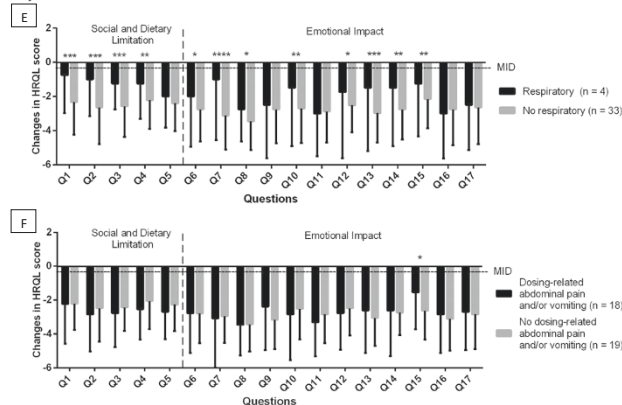 E
Social and Dietary
Limitation
Emotional Impact
Changes in HRQL score
2
0
-2
-4
-6
*** *** *** ** * **** * ** * *** ** **
MID
Respiratory (n = 4)
No respiratory (n = 33)
Q1 Q2 Q3 Q4 Q5 Q6 Q7 Q8 Q9 Q10 Q11 Q12 Q13 Q14 Q15 Q16 Q17
Questions
F
Social and Dietary
Limitation
Emotional Impact
Changes in HRQL score
2
0
-2
-4
-6
*
MID
Dosing-related
abdominal pain
and/or vomiting (n = 18)
No dosing-related
abdominal pain
and/or vomiting (n = 19)
Q1 Q2 Q3 Q4 Q5 Q6 Q7 Q8 Q9 Q10 Q11 Q12 Q13 Q14 Q15 Q16 Q17
Questions